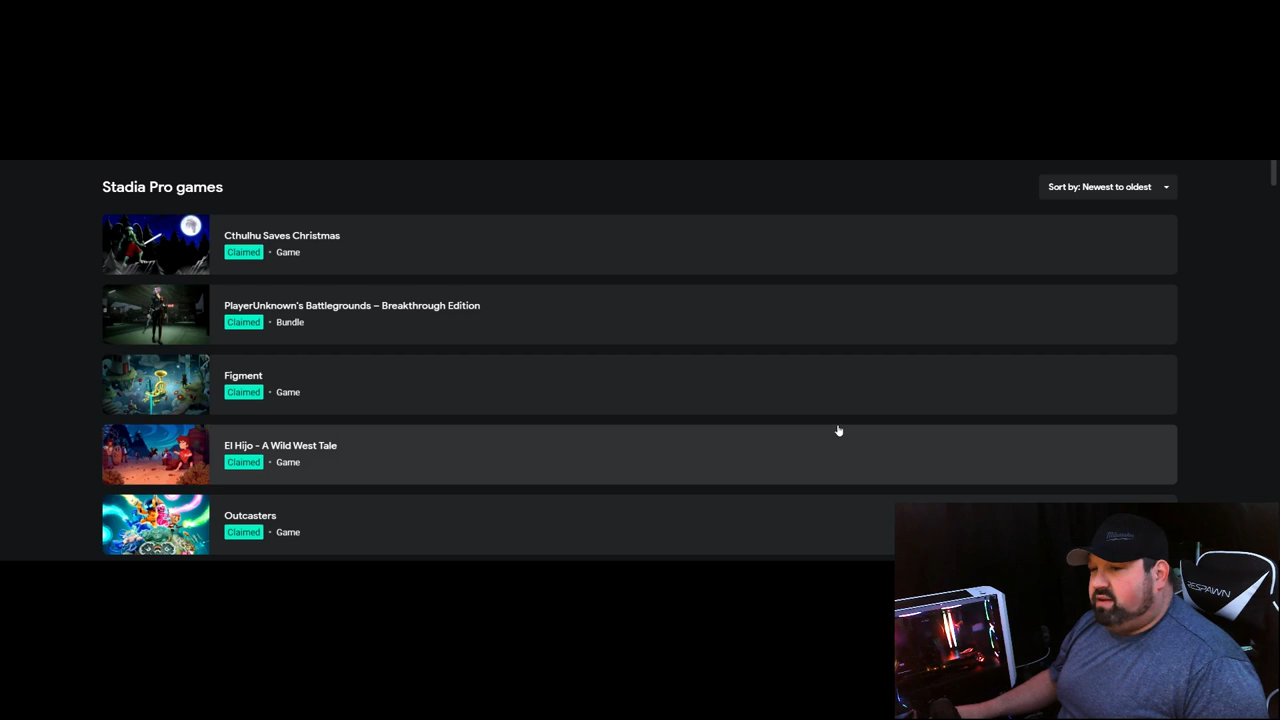 Stadia Pro games
Sort by: Newest to oldest
Cthulhu Saves Christmas
Claimed • Game
PlayerUnknown's Battlegrounds – Breakthrough Edition
Claimed • Bundle
Figment
Claimed • Game
El Hijo - A Wild West Tale
Claimed • Game
Outcasters
Claimed • Game
RESPAWN